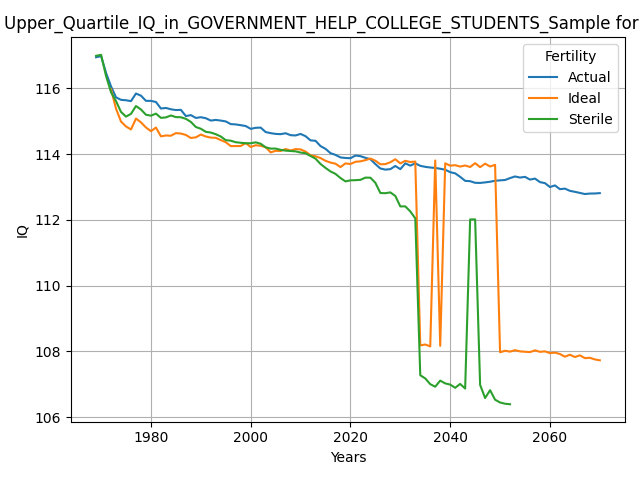 Upper_Quartile_IQ_in_GOVERNMENT_HELP_COLLEGE_STUDENTS_Sample for
Fertility
Actual
Ideal
Sterile
IQ
116
114
112
110
108
106
1980 2000 2020 2040 2060
Years